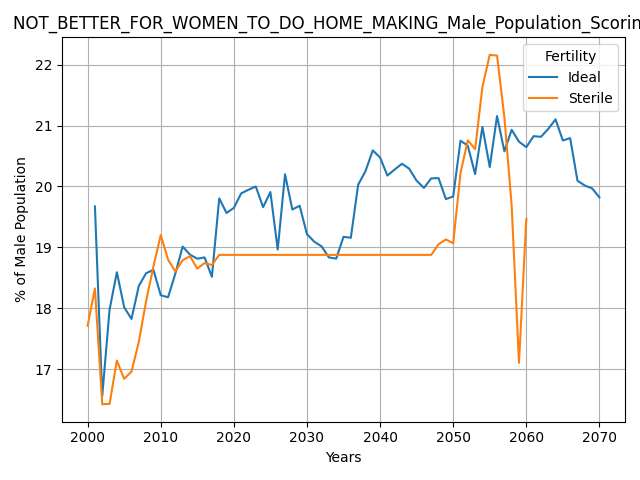 NOT_BETTER_FOR_WOMEN_TO_DO_HOME_MAKING_Male_Population_Scorin
Fertility
Ideal
Sterile
% of Male Population
22
21
20
19
18
17
2000 2010 2020 2030 2040 2050 2060 2070
Years